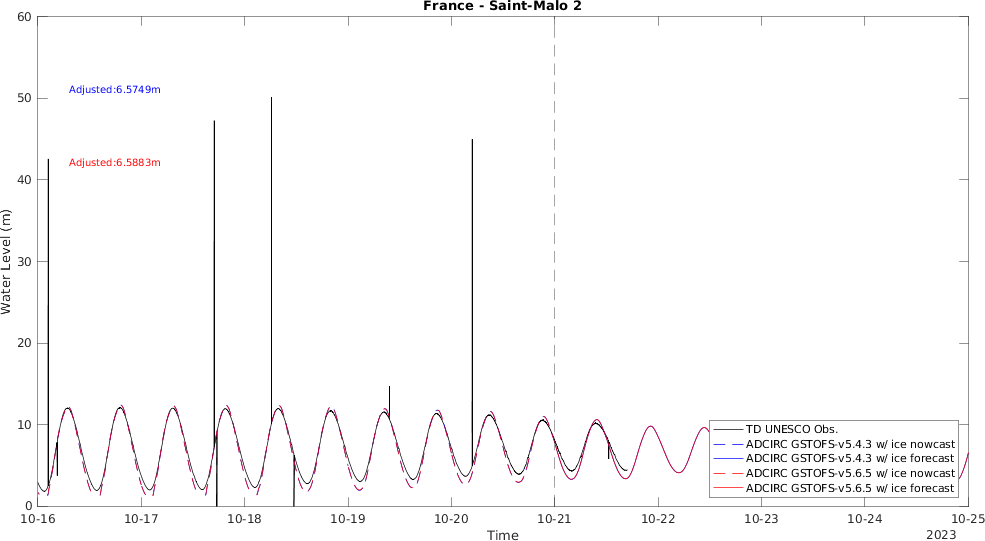 France - Saint-Malo 2
60
50
40
30
20
10
0
Water Level (m)
Adjusted:6.5749m
Adjusted:6.5883m
TD UNESCO Obs.
ADCIRC GSTOFS-v5.4.3 w/ ice nowcast
ADCIRC GSTOFS-v5.4.3 w/ ice forecast
ADCIRC GSTOFS-v5.6.5 w/ ice nowcast
ADCIRC GSTOFS-v5.6.5 w/ ice forecast
10-16 10-17 10-18 10-19 10-20 10-21 10-22 10-23 10-24 10-25
Time
2023